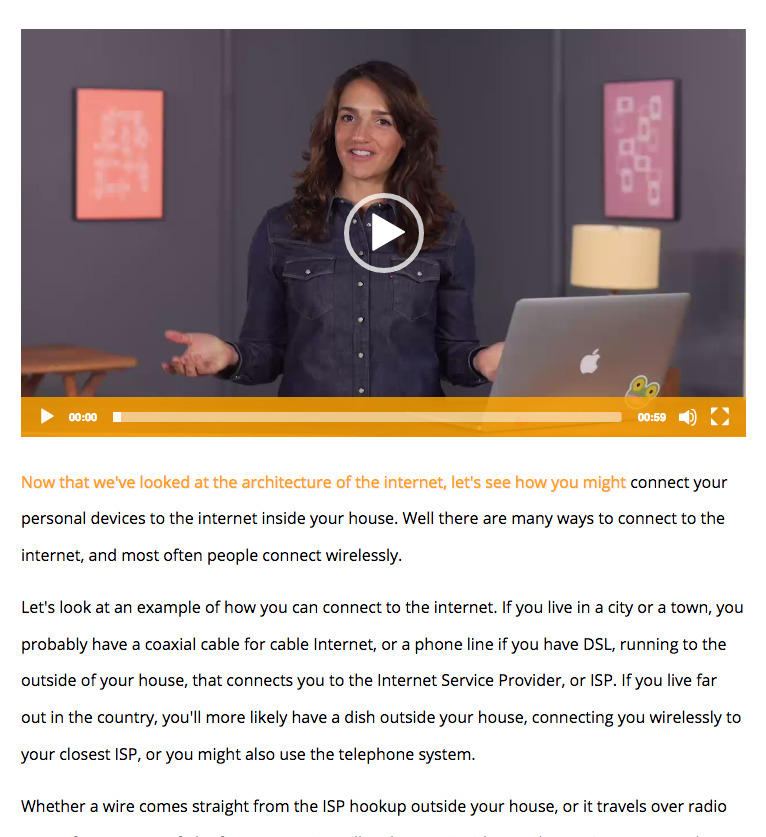 00:00
00:59
Now that we've looked at the architecture of the internet, let's see how you might connect your
personal devices to the internet inside your house. Well there are many ways to connect to the
internet, and most often people connect wirelessly.
Let's look at an example of how you can connect to the internet. If you live in a city or a town, you
probably have a coaxial cable for cable Internet, or a phone line if you have DSL, running to the
outside of your house, that connects you to the Internet Service Provider, or ISP. If you live far
out in the country, you'll more likely have a dish outside your house, connecting you wirelessly to
your closest ISP, or you might also use the telephone system.
Whether a wire comes straight from the ISP hookup outside your house, or it travels over radio